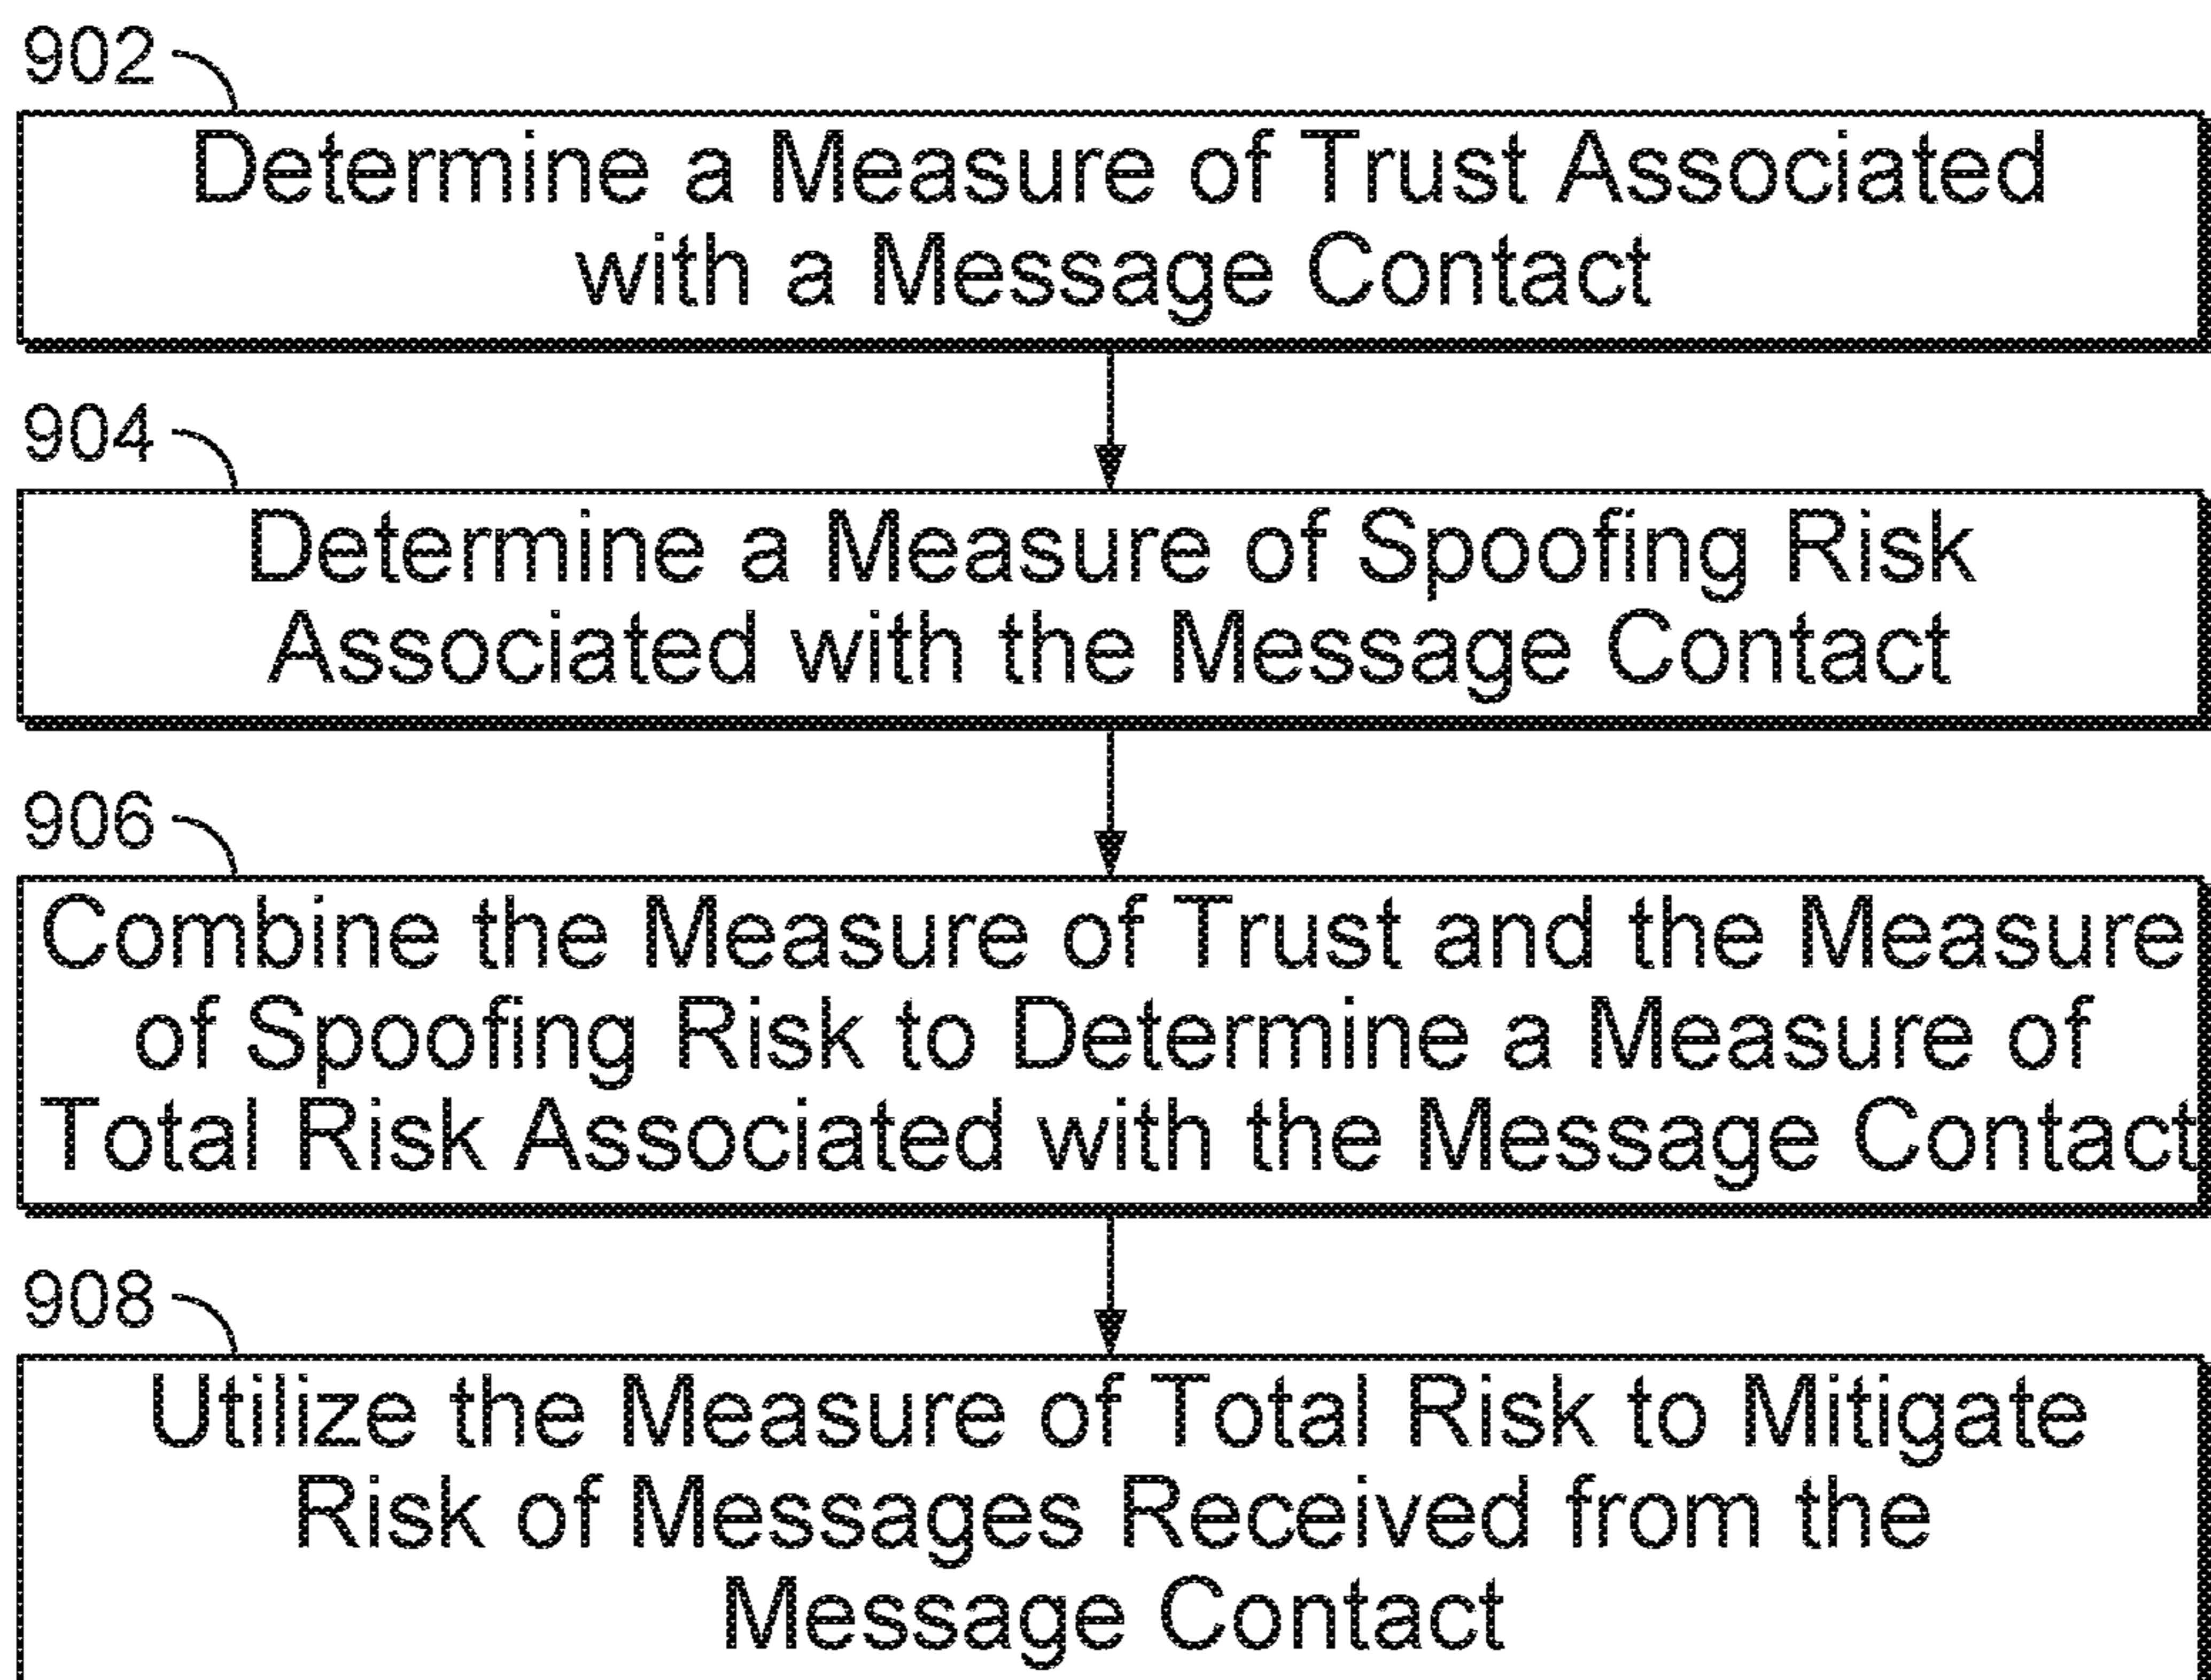 902
Determine a Measure of Trust Associated
with a Message Contact
904
Determine a Measure of Spoofing Risk
Associated with the Message Contact
906
Combine the Measure of Trust and the Measure
of Spoofing Risk to Determine a Measure of
Total Risk Associated with the Message Contact
908
Utilize the Measure of Total Risk to Mitigate
Risk of Messages Received from the
Message Contact